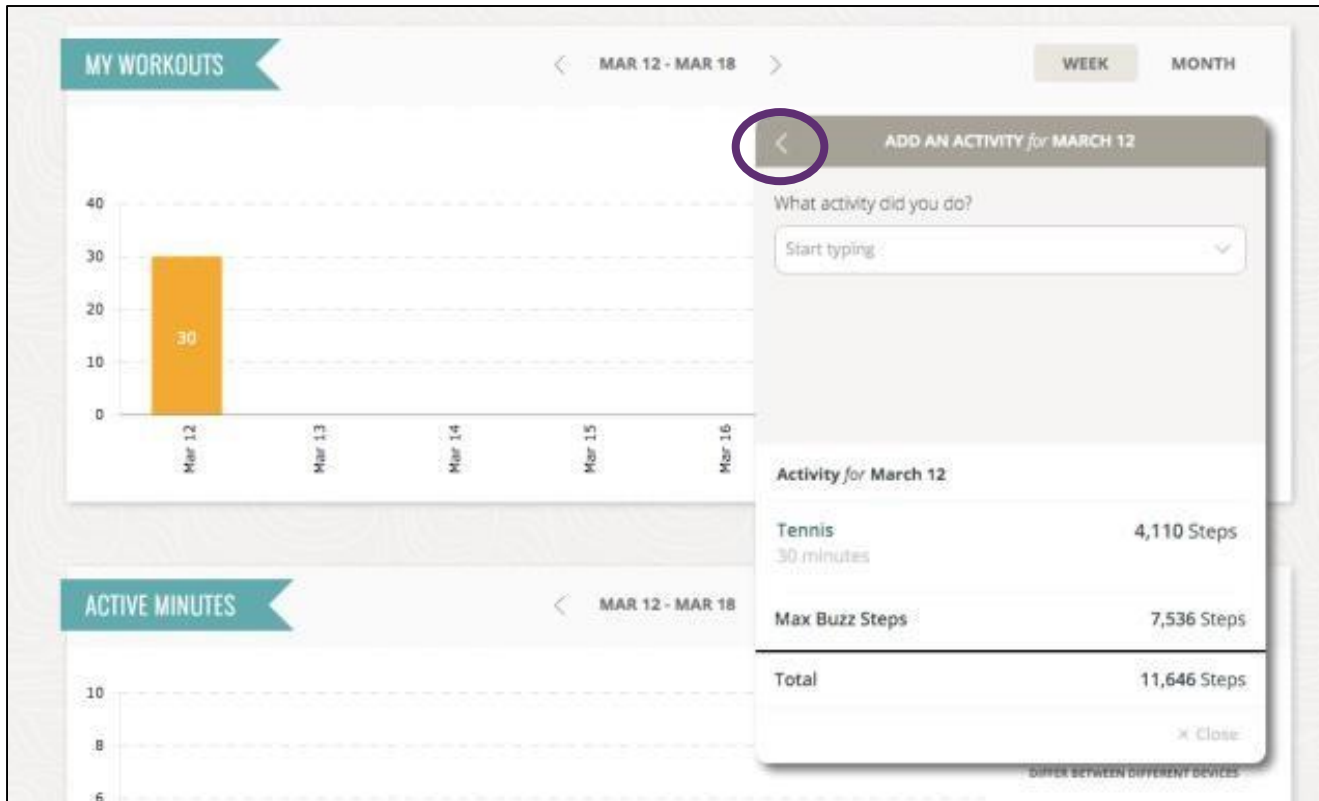 MY WORKOUTS
MAR 12 - MAR 18
WEEK
MONTH
ADD AN ACTIVITY for MARCH 12
What activity did you do?
Start typing
40
30
20
10
0
30
Mar 12
Mar 13
Mar 14
Mar 15
Mar 16
Activity for March 12
Tennis
4,110 Steps
30 minutes
Max Buzz Steps
7,536 Steps
Total
11,646 Steps
× Close
DIFFER BETWEEN DIFFERENT DEVICES
ACTIVE MINUTES
MAR 12 - MAR 18
10
8
6